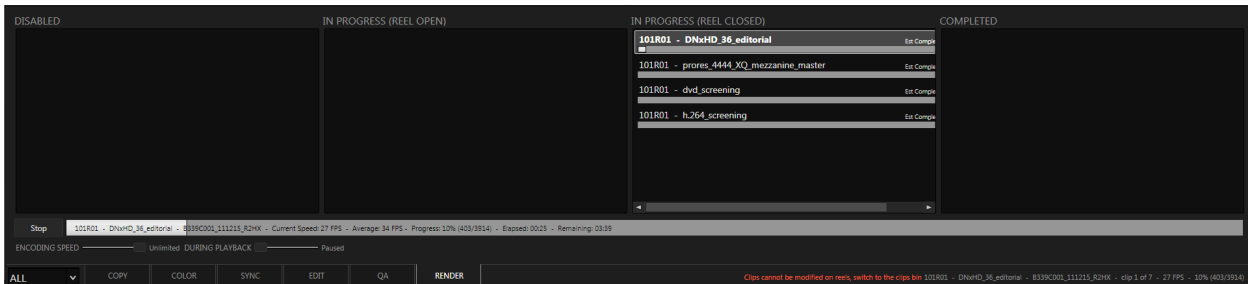 DISABLED
IN PROGRESS (REEL OPEN)
IN PROGRESS (REEL CLOSED)
COMPLETED
101R01 - DNxHD_36_editorial Est Comple
101R01 - prores_4444_XQ_mezzanine_master Est Comple
101R01 - dvd_screening Est Comple
101R01 - h.264_screening Est Comple
Stop 101R01 - DNxHD_36_editorial - B339C001_111215_R2HX - Current Speed: 27 FPS - Average: 34 FPS - Progress: 10% (403/3914) - Elapsed: 00:25 - Remaining: 03:39
ENCODING SPEED Unlimited DURING PLAYBACK Paused
ALL COPY COLOR SYNC EDIT QA RENDER Clips cannot be modified on reels, switch to the clips bin 101R01 - DNxHD_36_editorial - B339C001_111215_R2HX - clip 1 of 7 - 27 FPS - 10% (403/3914)